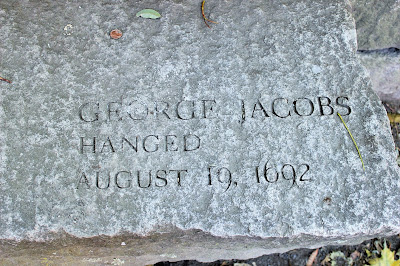 GEORGE JACOBS
HANGED
AUGUST 19, 1692